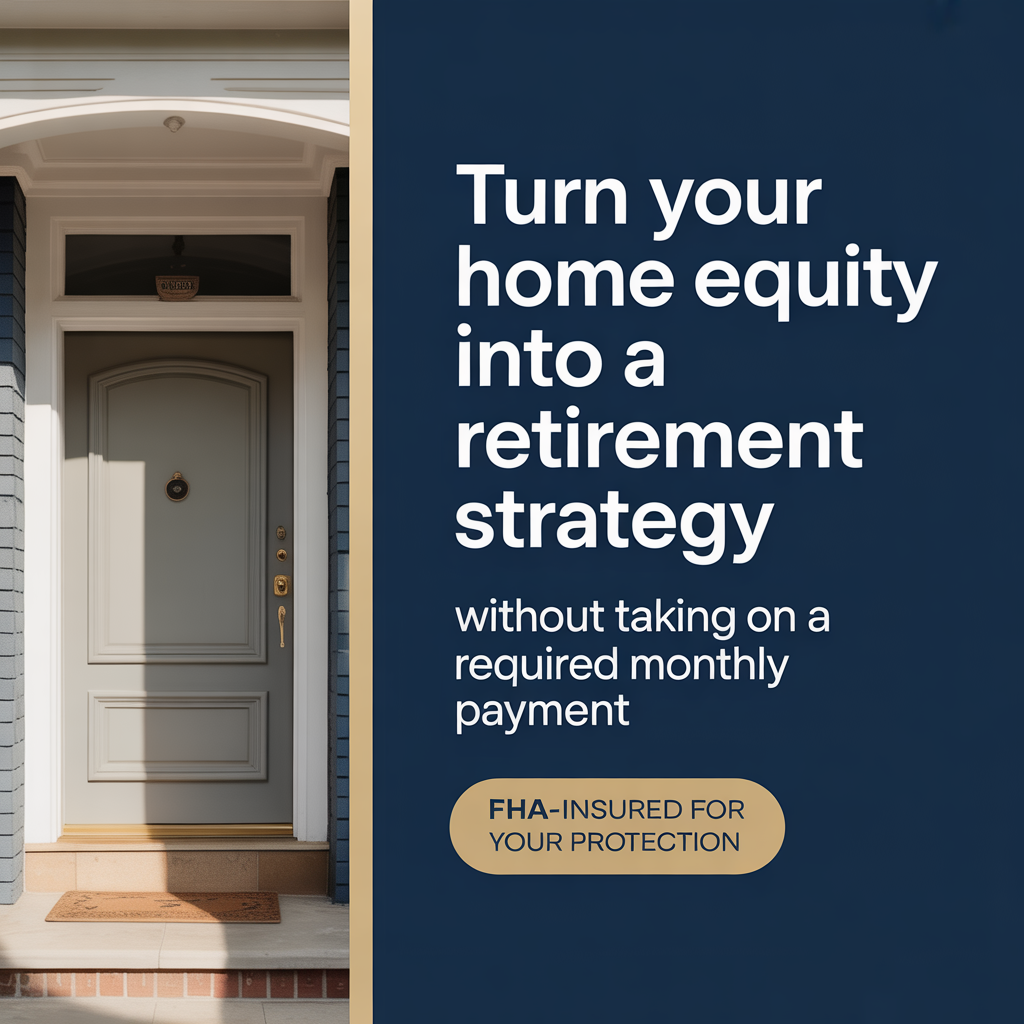 Turn your
home equity
into a
retirement
strategy
without taking on a
required monthly
payment
FHA-INSURED FOR
YOUR PROTECTION